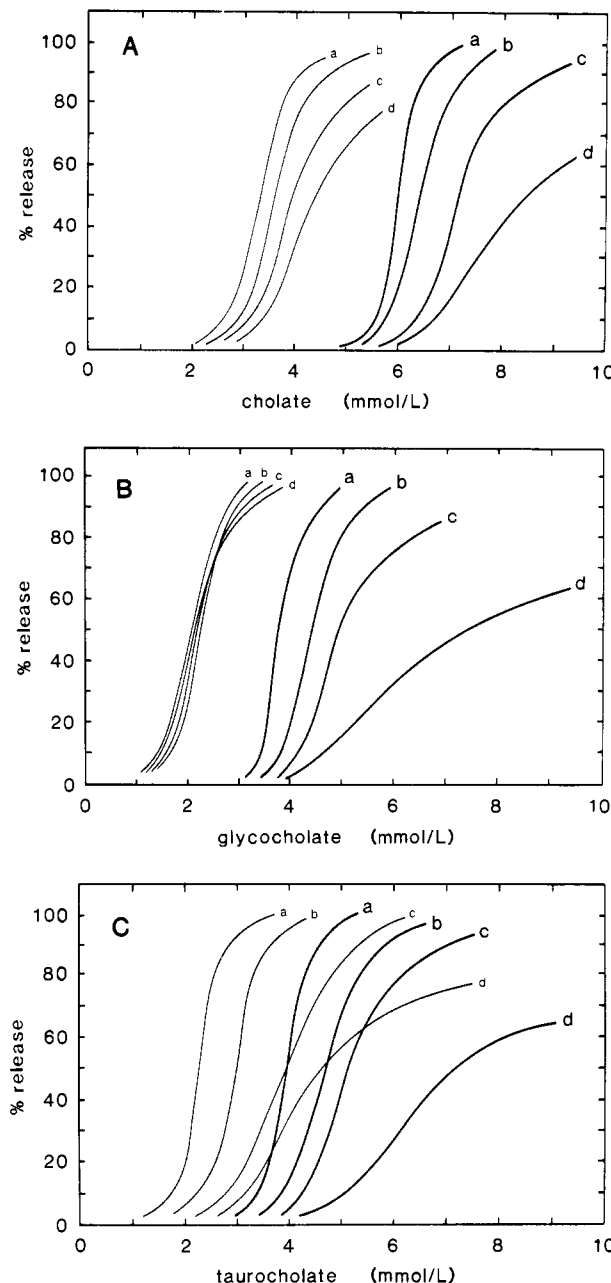 A
a b c d a b c d
100
80
60
40
20
0
% release
0 2 4 6 8 10
cholate (mmol/L)
B
a b c d a b c d
100
80
60
40
20
0
% release
0 2 4 6 8 10
glycocholate (mmol/L)
C
a b a c b c d d
100
80
60
40
20
0
% release
0 2 4 6 8 10
taurocholate (mmol/L)